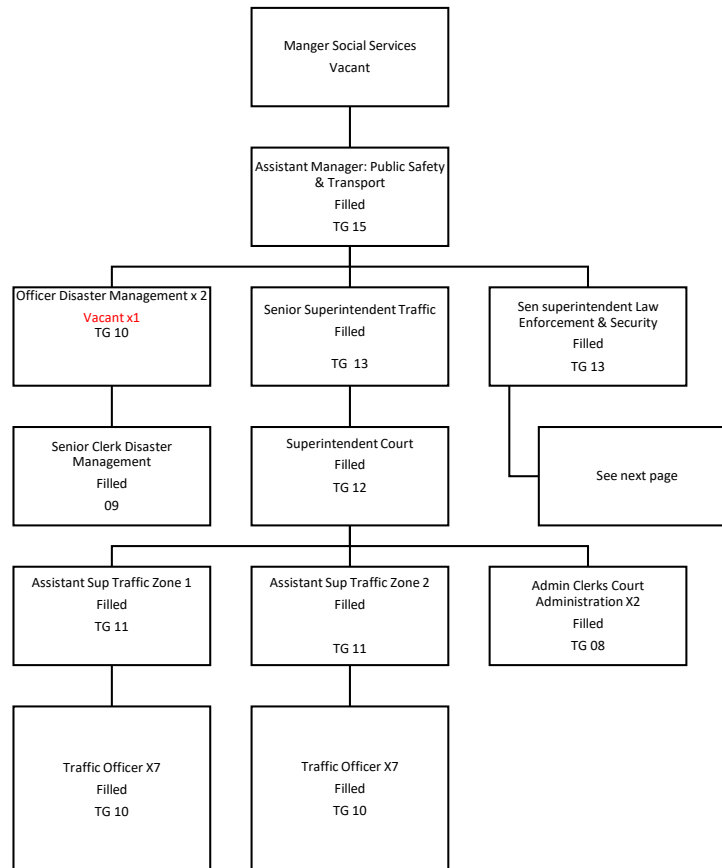 Manger Social Services
Vacant
Assistant Manager: Public Safety
& Transport
Filled
TG 15
Officer Disaster Management x 2
Vacant x1
TG 10
Senior Superintendent Traffic
Filled
TG 13
Sen superintendent Law
Enforcement & Security
Filled
TG 13
Senior Clerk Disaster
Management
Filled
09
Superintendent Court
Filled
TG 12
See next page
Assistant Sup Traffic Zone 1
Filled
TG 11
Assistant Sup Traffic Zone 2
Filled
TG 11
Admin Clerks Court
Administration X2
Filled
TG 08
Traffic Officer X7
Filled
TG 10
Traffic Officer X7
Filled
TG 10